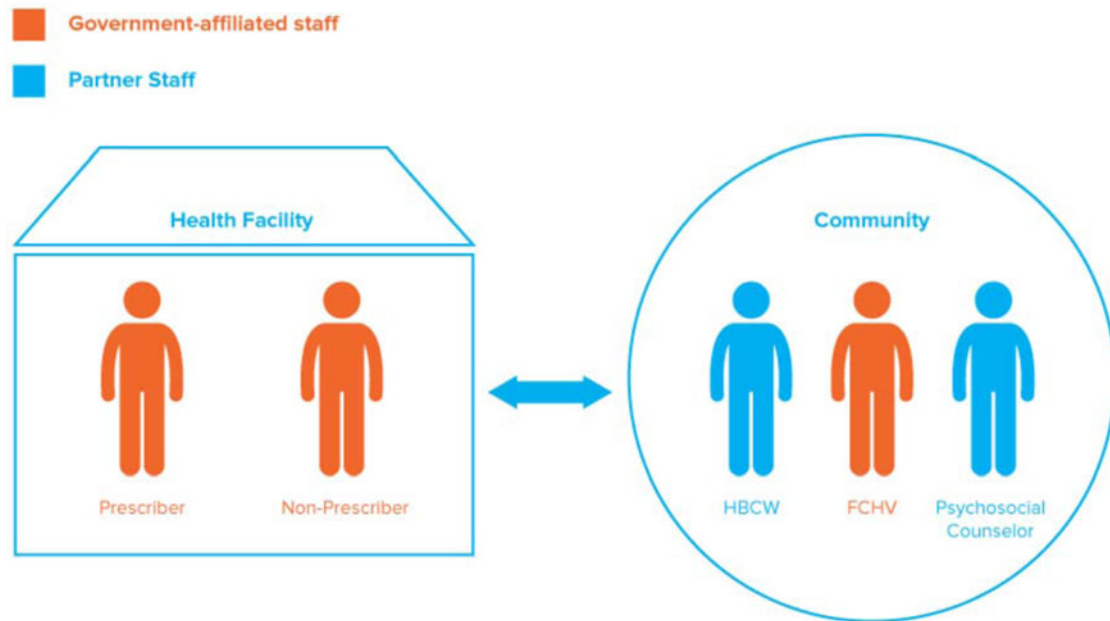 Government-affiliated staff
Partner Staff
Health Facility
Prescriber
Non-Prescriber
Community
HBCW
FCHV
Psychosocial
Counselor